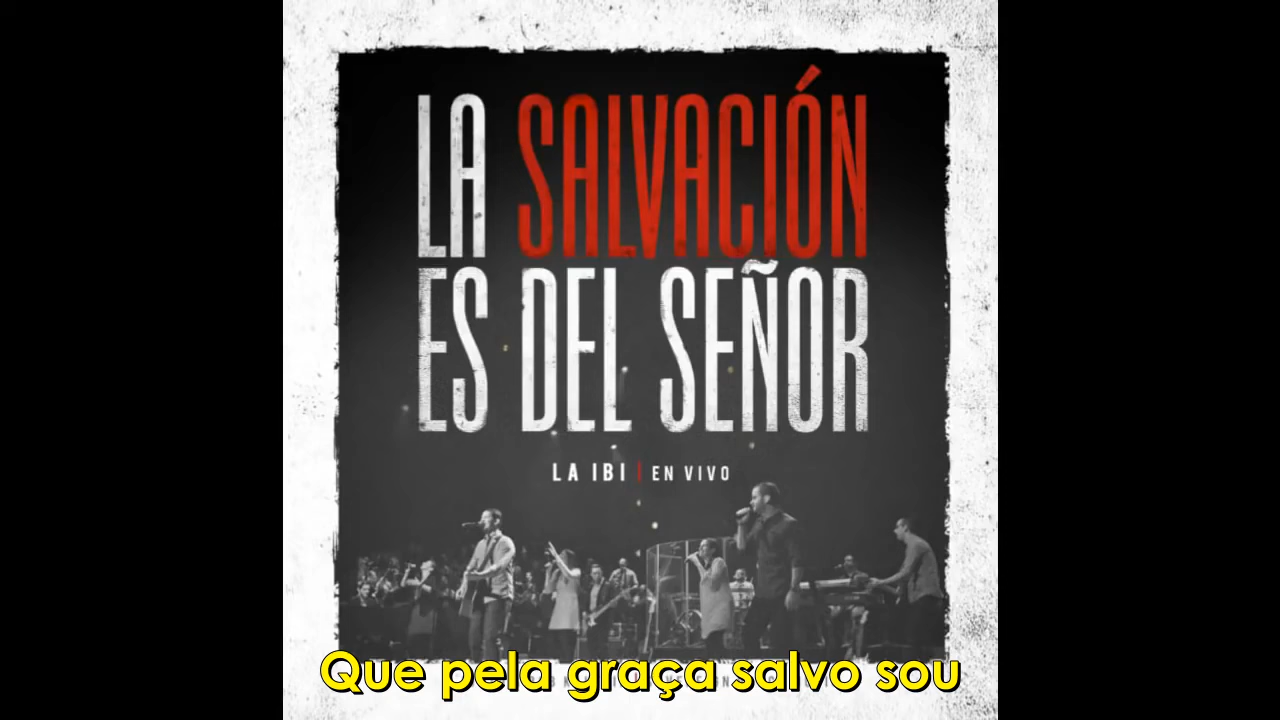 LA SALVACIÓN
ES DEL SEÑOR
LA IBI | EN VIVO
Que pela graça salvo sou